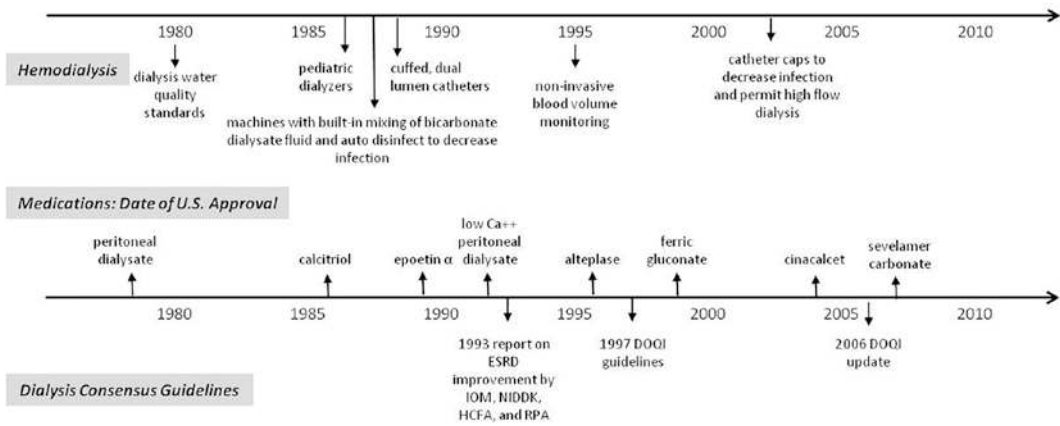 1980 1985 1990 1995 2000 2005 2010
Hemodialysis
dialysis water
quality
standards
pediatric
dialyzers
machines with built-in mixing of bicarbonate
dialysate fluid and auto disinfect to decrease
infection
cuffed, dual
lumen catheters
non-invasive
blood volume
monitoring
catheter caps to
decrease infection
and permit high flow
dialysis
Medications: Date of U.S. Approval
peritoneal
dialysate
calcitriol
epoetin α
low Ca++
peritoneal
dialysate
alteplase
ferric
gluconate
cinacalcet
sevelamer
carbonate
1980 1985 1990 1995 2000 2005 2010
1993 report on
ESRD
improvement by
IOM, NIDDK,
HCFA, and RPA
1997 DOQI
guidelines
2006 DOQI
update
Dialysis Consensus Guidelines